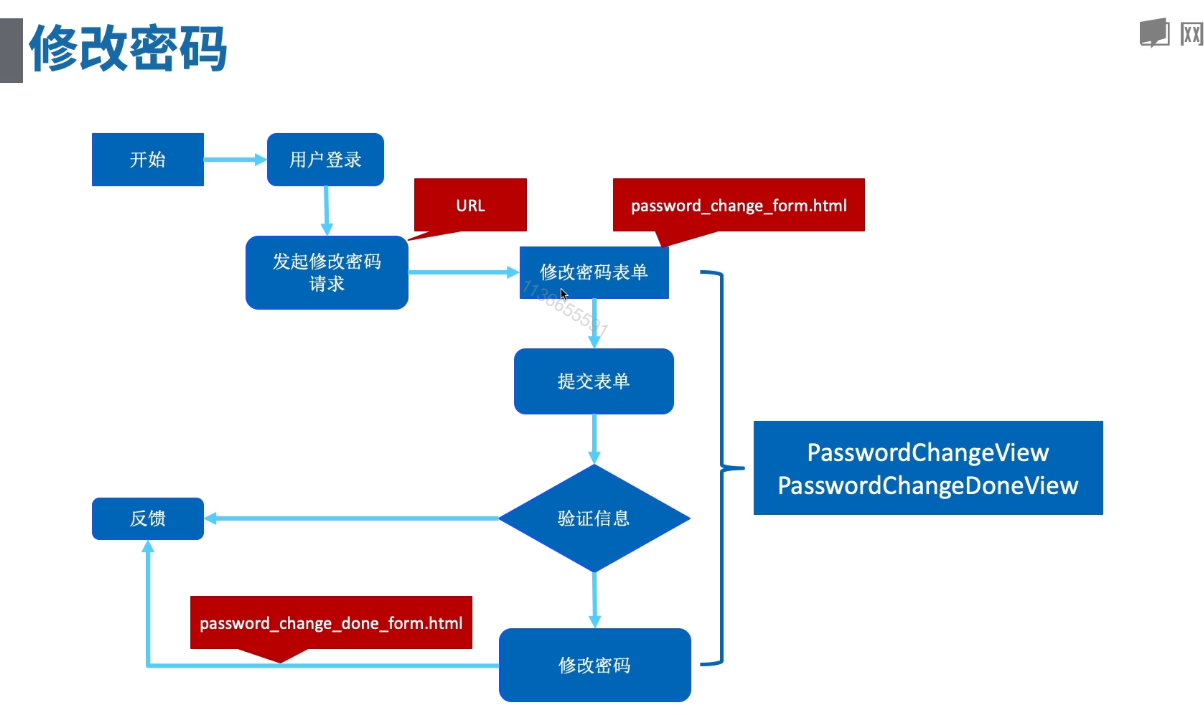 修改密码
开始
用户登录
URL
password_change_form.html
发起修改密码
请求
修改密码表单
1130655591
提交表单
PasswordChangeView
PasswordChangeDoneView
反馈
验证信息
password_change_done_form.html
修改密码